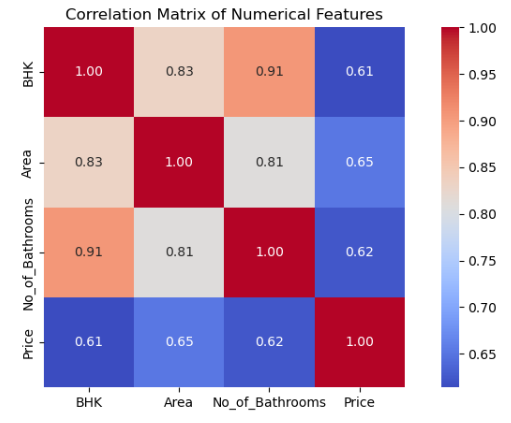 Correlation Matrix of Numerical Features
BHK 1.00 0.83 0.91 0.61
Area 0.83 1.00 0.81 0.65
No_of_Bathrooms 0.91 0.81 1.00 0.62
Price 0.61 0.65 0.62 1.00
BHK Area No_of_Bathrooms Price
1.00
0.95
0.90
0.85
0.80
0.75
0.70
0.65